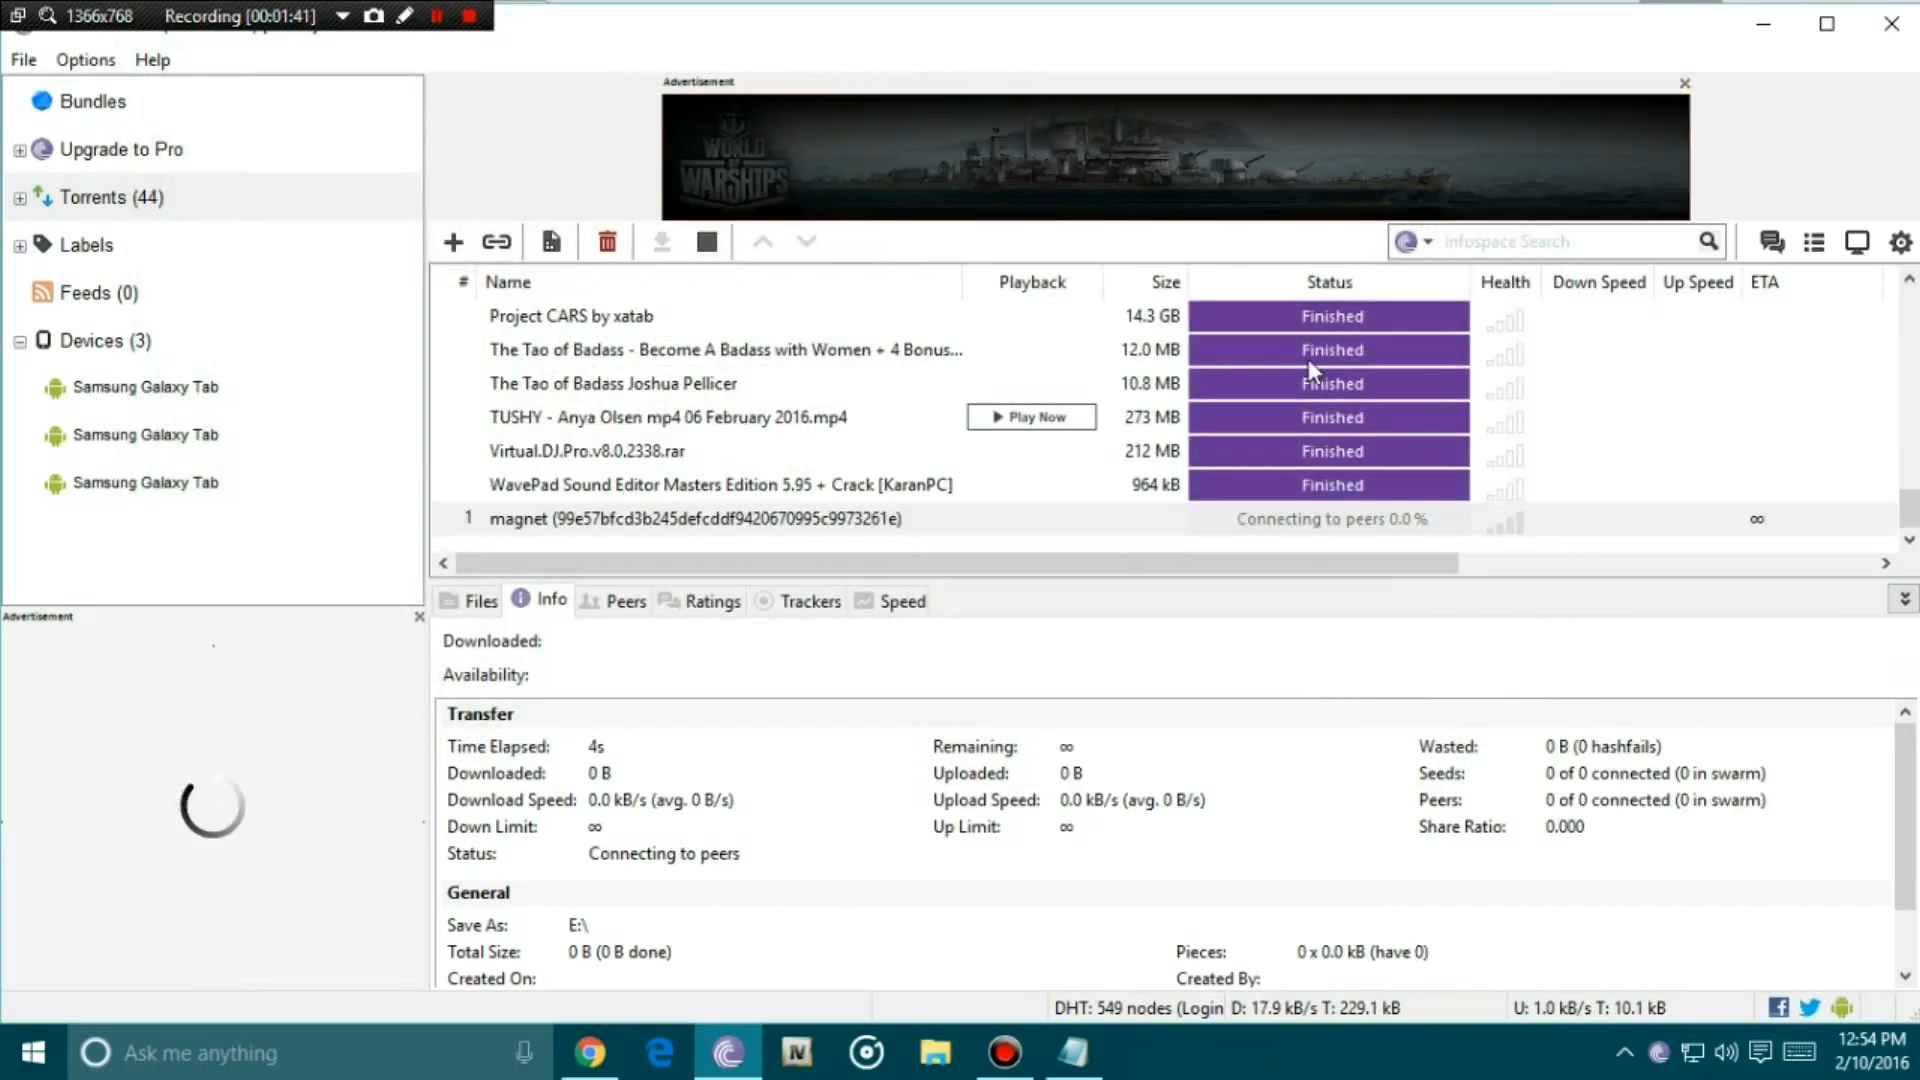 1366x768 Recording [00:01:41]
File Options Help
Bundles
Upgrade to Pro
Torrents (44)
Labels
Feeds (0)
Devices (3)
Samsung Galaxy Tab
Samsung Galaxy Tab
Samsung Galaxy Tab
Advertisement
Advertisement
WORLD OF WARSHIPS
Infospace Search
# Name Playback Size Status Health Down Speed Up Speed ETA
Project CARS by xatab 14.3 GB Finished
The Tao of Badass - Become A Badass with Women + 4 Bonus... 12.0 MB Finished
The Tao of Badass Joshua Pellicer 10.8 MB Finished
TUSHY - Anya Olsen mp4 06 February 2016.mp4 Play Now 273 MB Finished
Virtual.DJ.Pro.v8.0.2338.rar 212 MB Finished
WavePad Sound Editor Masters Edition 5.95 + Crack [KaranPC] 964 kB Finished
1 magnet (99e57bfcd3b245defcddf9420670995c9973261e) Connecting to peers 0.0 % ∞
Files Info Peers Ratings Trackers Speed
Downloaded:
Availability:
Transfer
Time Elapsed: 4s Remaining: ∞ Wasted: 0 B (0 hashfails)
Downloaded: 0 B Uploaded: 0 B Seeds: 0 of 0 connected (0 in swarm)
Download Speed: 0.0 kB/s (avg. 0 B/s) Upload Speed: 0.0 kB/s (avg. 0 B/s) Peers: 0 of 0 connected (0 in swarm)
Down Limit: ∞ Up Limit: ∞ Share Ratio: 0.000
Status: Connecting to peers
General
Save As: E:\
Total Size: 0 B (0 B done) Pieces: 0 x 0.0 kB (have 0)
Created On: Created By:
DHT: 549 nodes (Login D: 17.9 kB/s T: 229.1 kB U: 1.0 kB/s T: 10.1 kB
Ask me anything IV 12:54 PM
2/10/2016